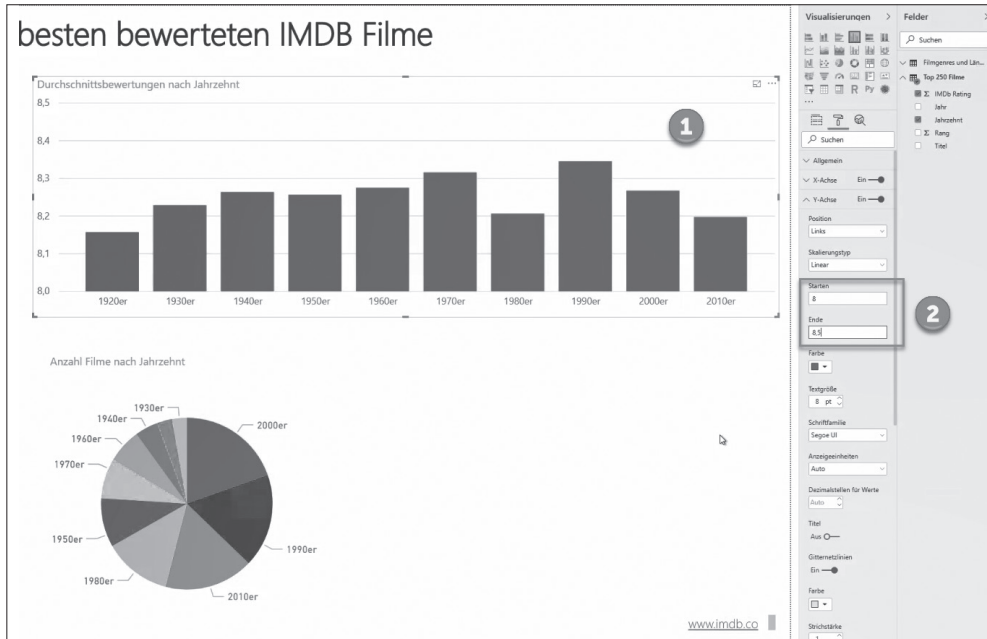 besten bewerteten IMDB Filme
Durchschnittsbewertungen nach Jahrzehnt
8,5
8,4
8,3
8,2
8,1
8,0
1920er
1930er
1940er
1950er
1960er
1970er
1980er
1990er
2000er
2010er
1
Anzahl Filme nach Jahrzehnt
1930er
1940er
1960er
1970er
1950er
1980er
2000er
1990er
2010er
www.imdb.co
Visualisierungen
R
Py
Suchen
Allgemein
X-Achse Ein
Y-Achse Ein
Position
Links
Skalierungstyp
Linear
Starten
8
Ende
8,5
2
Farbe
Textgröße
8 pt
Schriftfamilie
Segoe UI
Anzeigeeinheiten
Auto
Dezimalstellen für Werte
Auto
Titel
Aus
Gitternetzlinien
Ein
Farbe
Strichstärke
Felder
Suchen
Filmgenres und Län...
Top 250 Filme
Σ IMDb Rating
Jahr
Jahrzehnt
Σ Rang
Titel